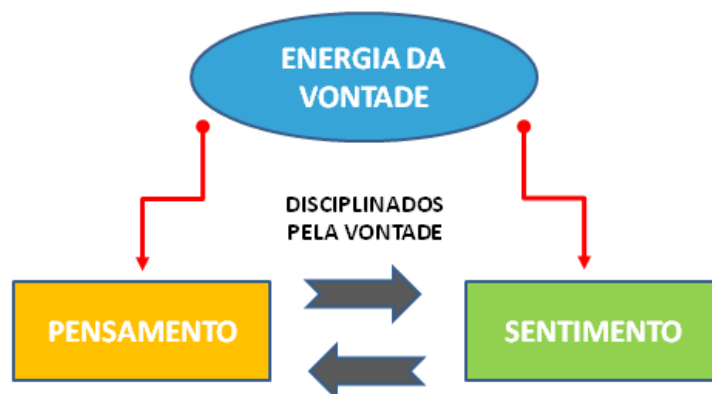 ENERGIA DA
VONTADE
DISCIPLINADOS
PELA VONTADE
PENSAMENTO
SENTIMENTO